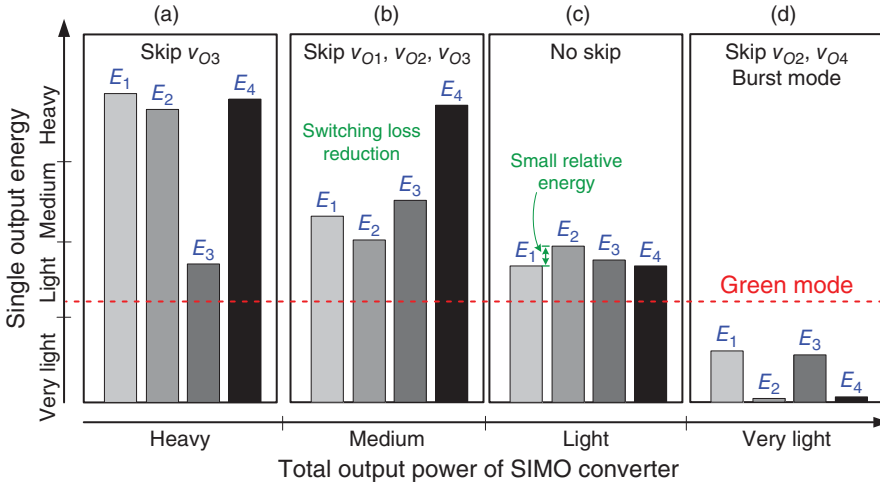 (a)
(b)
(c)
(d)
Skip vO3
Skip vO1, vO2, vO3
No skip
Skip vO2, vO4
Burst mode
E1
E2
E3
E4
Switching loss
reduction
E1
E2
E3
E4
Small relative
energy
E1
E2
E3
E4
Green mode
E1
E2
E3
E4
Single output energy
Heavy
Medium
Light
Very light
Heavy
Medium
Light
Very light
Total output power of SIMO converter